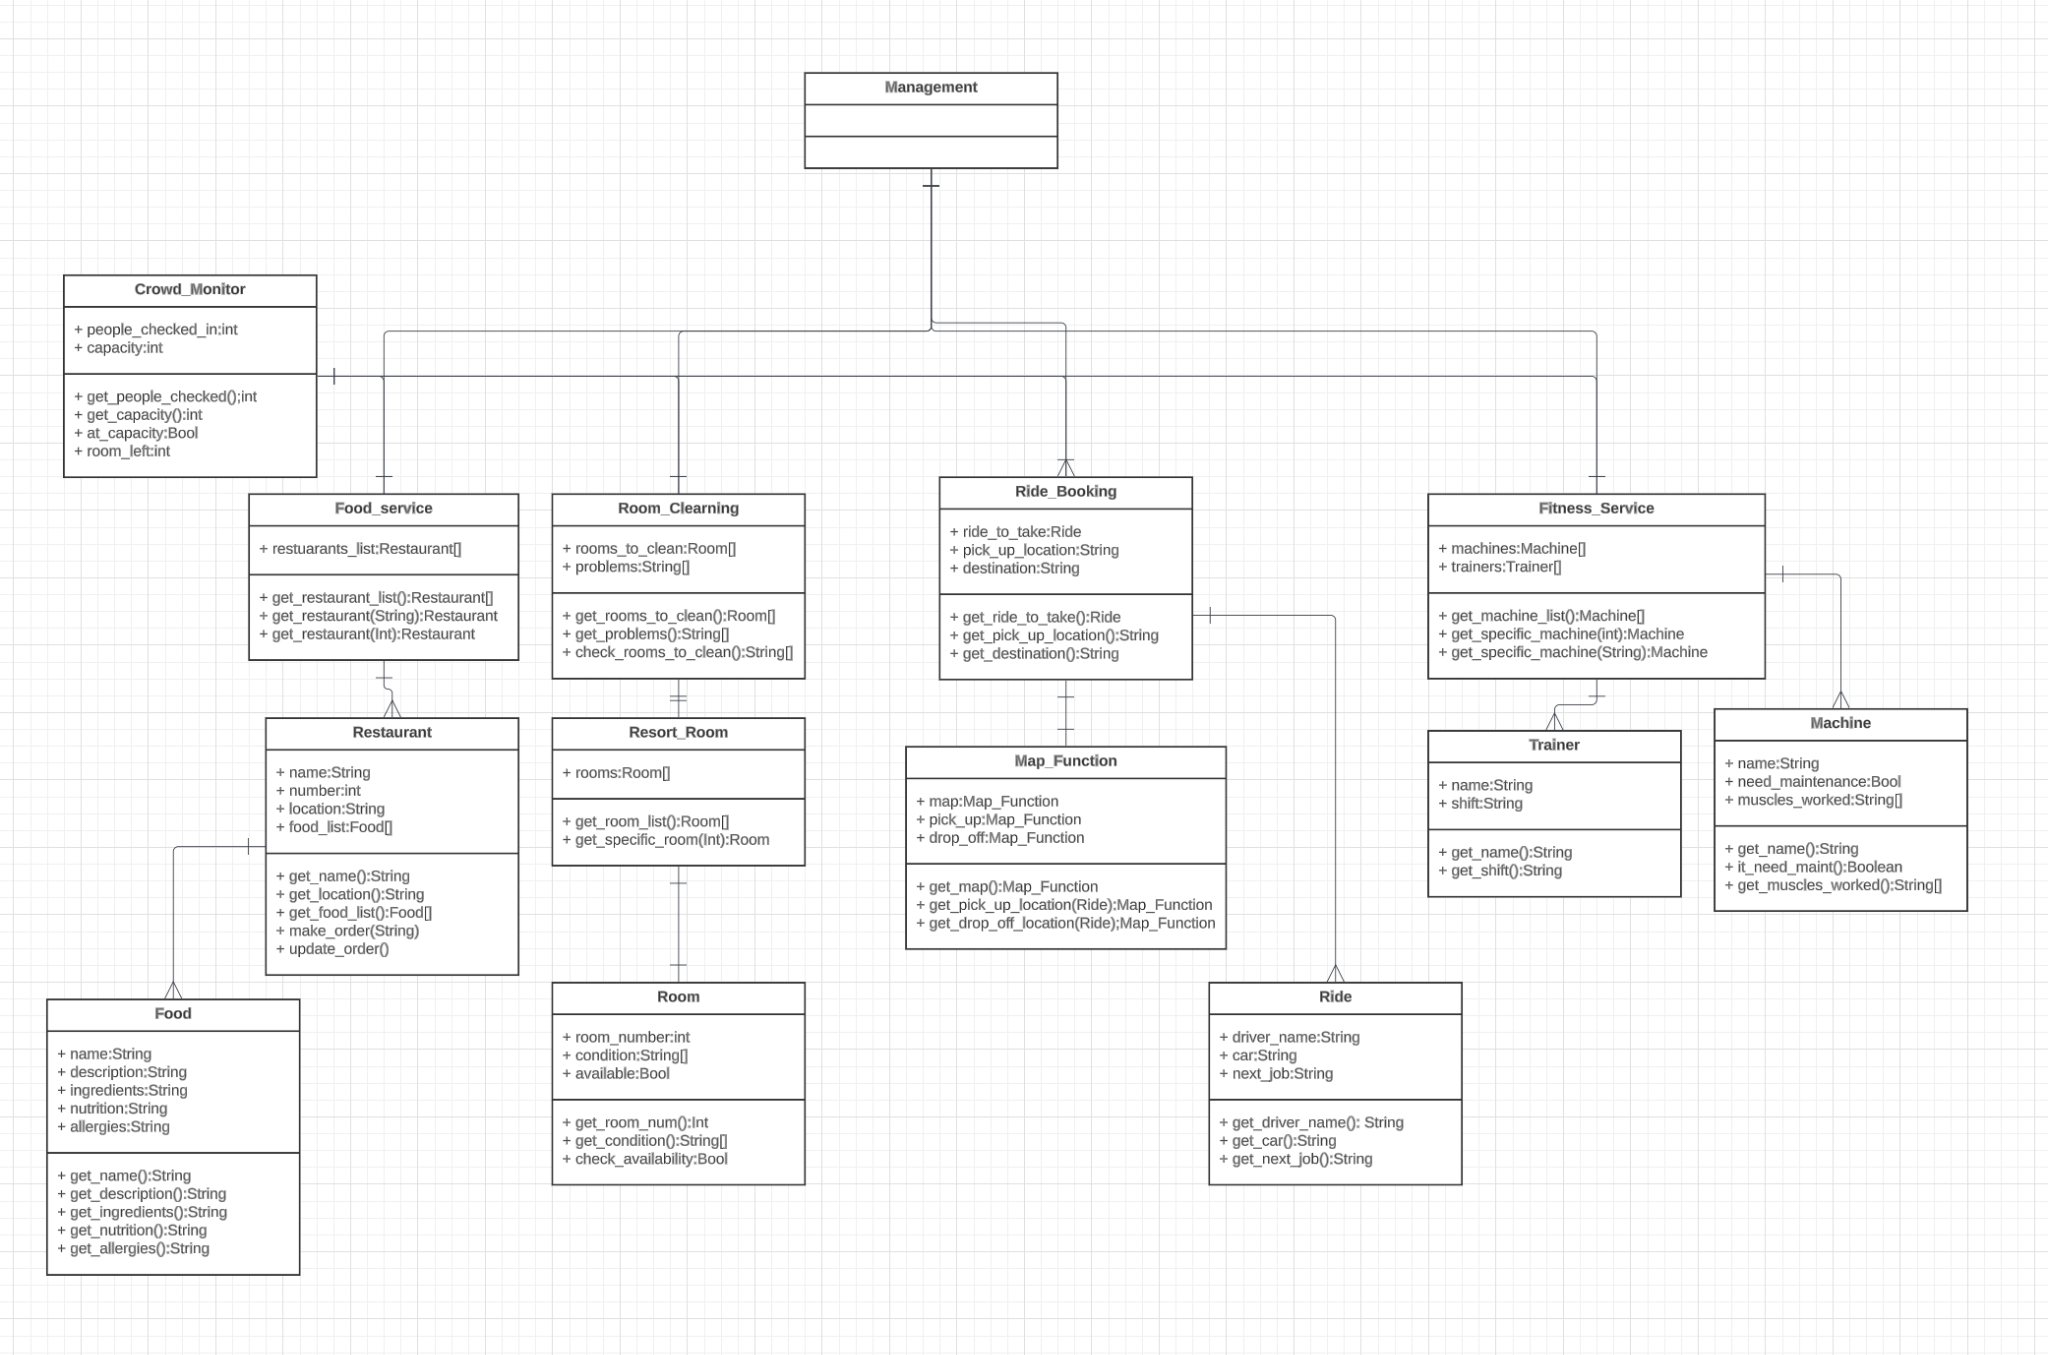 Management
Crowd_Monitor
+ people_checked_in:int
+ capacity:int
+ get_people_checked();int
+ get_capacity():int
+ at_capacity:Bool
+ room_left:int
Food_service
+ restuarants_list:Restaurant[]
+ get_restaurant_list():Restaurant[]
+ get_restaurant(String):Restaurant
+ get_restaurant(Int):Restaurant
Room_Clearning
+ rooms_to_clean:Room[]
+ problems:String[]
+ get_rooms_to_clean():Room[]
+ get_problems():String[]
+ check_rooms_to_clean():String[]
Ride_Booking
+ ride_to_take:Ride
+ pick_up_location:String
+ destination:String
+ get_ride_to_take():Ride
+ get_pick_up_location():String
+ get_destination():String
Fitness_Service
+ machines:Machine[]
+ trainers:Trainer[]
+ get_machine_list():Machine[]
+ get_specific_machine(int):Machine
+ get_specific_machine(String):Machine
Restaurant
+ name:String
+ number:int
+ location:String
+ food_list:Food[]
+ get_name():String
+ get_location():String
+ get_food_list():Food[]
+ make_order(String)
+ update_order()
Resort_Room
+ rooms:Room[]
+ get_room_list():Room[]
+ get_specific_room(Int):Room
Map_Function
+ map:Map_Function
+ pick_up:Map_Function
+ drop_off:Map_Function
+ get_map():Map_Function
+ get_pick_up_location(Ride):Map_Function
+ get_drop_off_location(Ride);Map_Function
Trainer
+ name:String
+ shift:String
+ get_name():String
+ get_shift():String
Machine
+ name:String
+ need_maintenance:Bool
+ muscles_worked:String[]
+ get_name():String
+ it_need_maint():Boolean
+ get_muscles_worked():String[]
Food
+ name:String
+ description:String
+ ingredients:String
+ nutrition:String
+ allergies:String
+ get_name():String
+ get_description():String
+ get_ingredients():String
+ get_nutrition():String
+ get_allergies():String
Room
+ room_number:int
+ condition:String[]
+ available:Bool
+ get_room_num():Int
+ get_condition():String[]
+ check_availability:Bool
Ride
+ driver_name:String
+ car:String
+ next_job:String
+ get_driver_name(): String
+ get_car():String
+ get_next_job():String